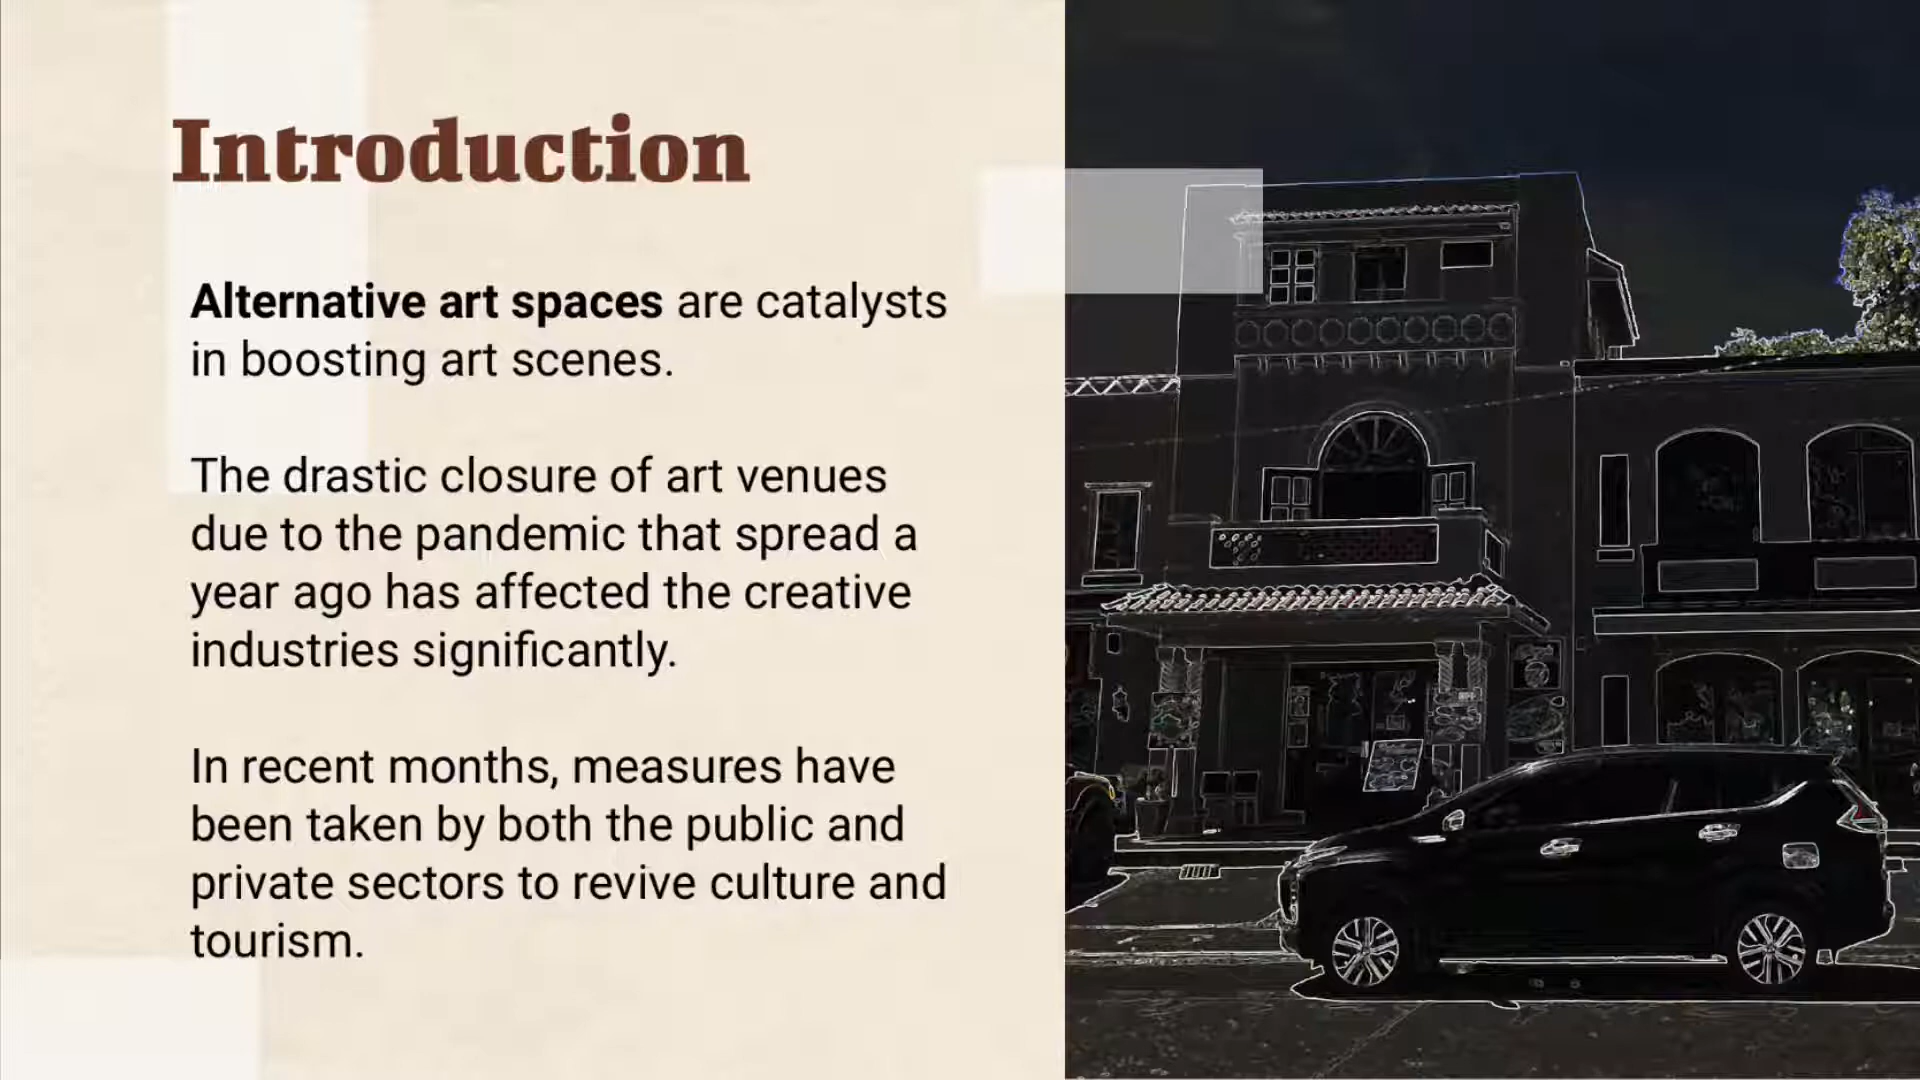 Introduction
Alternative art spaces are catalysts
in boosting art scenes.
The drastic closure of art venues
due to the pandemic that spread a
year ago has affected the creative
industries significantly.
In recent months, measures have
been taken by both the public and
private sectors to revive culture and
tourism.